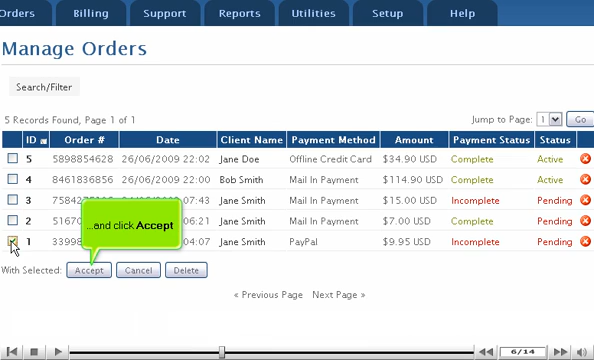 Orders Billing Support Reports Utilities Setup Help
Manage Orders
Search/Filter
5 Records Found, Page 1 of 1 Jump to Page: 1 Go
ID Order # Date Client Name Payment Method Amount Payment Status Status
5 5898854628 26/06/2009 22:02 Jane Doe Offline Credit Card $34.90 USD Complete Active
4 8461836856 26/06/2009 22:00 Bob Smith Mail In Payment $114.90 USD Complete Active
3 07:43 Jane Smith Mail In Payment $15.00 USD Incomplete Pending
2 5167 06:21 Jane Smith Mail In Payment $7.00 USD Complete Pending
...and click Accept
1 3399 04:07 Jane Smith PayPal $9.95 USD Incomplete Pending
With Selected: Accept Cancel Delete
« Previous Page Next Page »
6/14